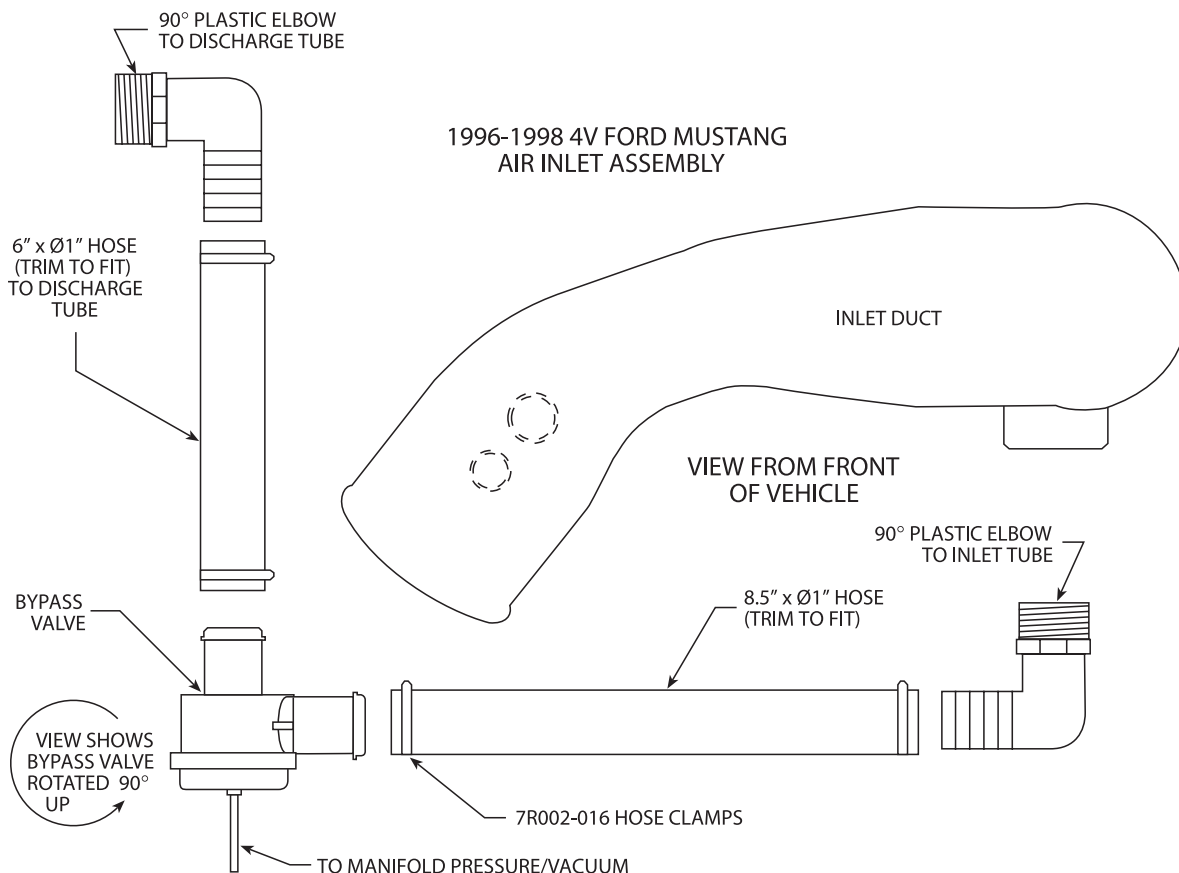 90° PLASTIC ELBOW
TO DISCHARGE TUBE
1996-1998 4V FORD MUSTANG
AIR INLET ASSEMBLY
6” x Ø1” HOSE
(TRIM TO FIT)
TO DISCHARGE
TUBE
INLET DUCT
VIEW FROM FRONT
OF VEHICLE
90° PLASTIC ELBOW
TO INLET TUBE
BYPASS
VALVE
8.5” x Ø1” HOSE
(TRIM TO FIT)
VIEW SHOWS
BYPASS VALVE
ROTATED 90°
UP
7R002-016 HOSE CLAMPS
TO MANIFOLD PRESSURE/VACUUM